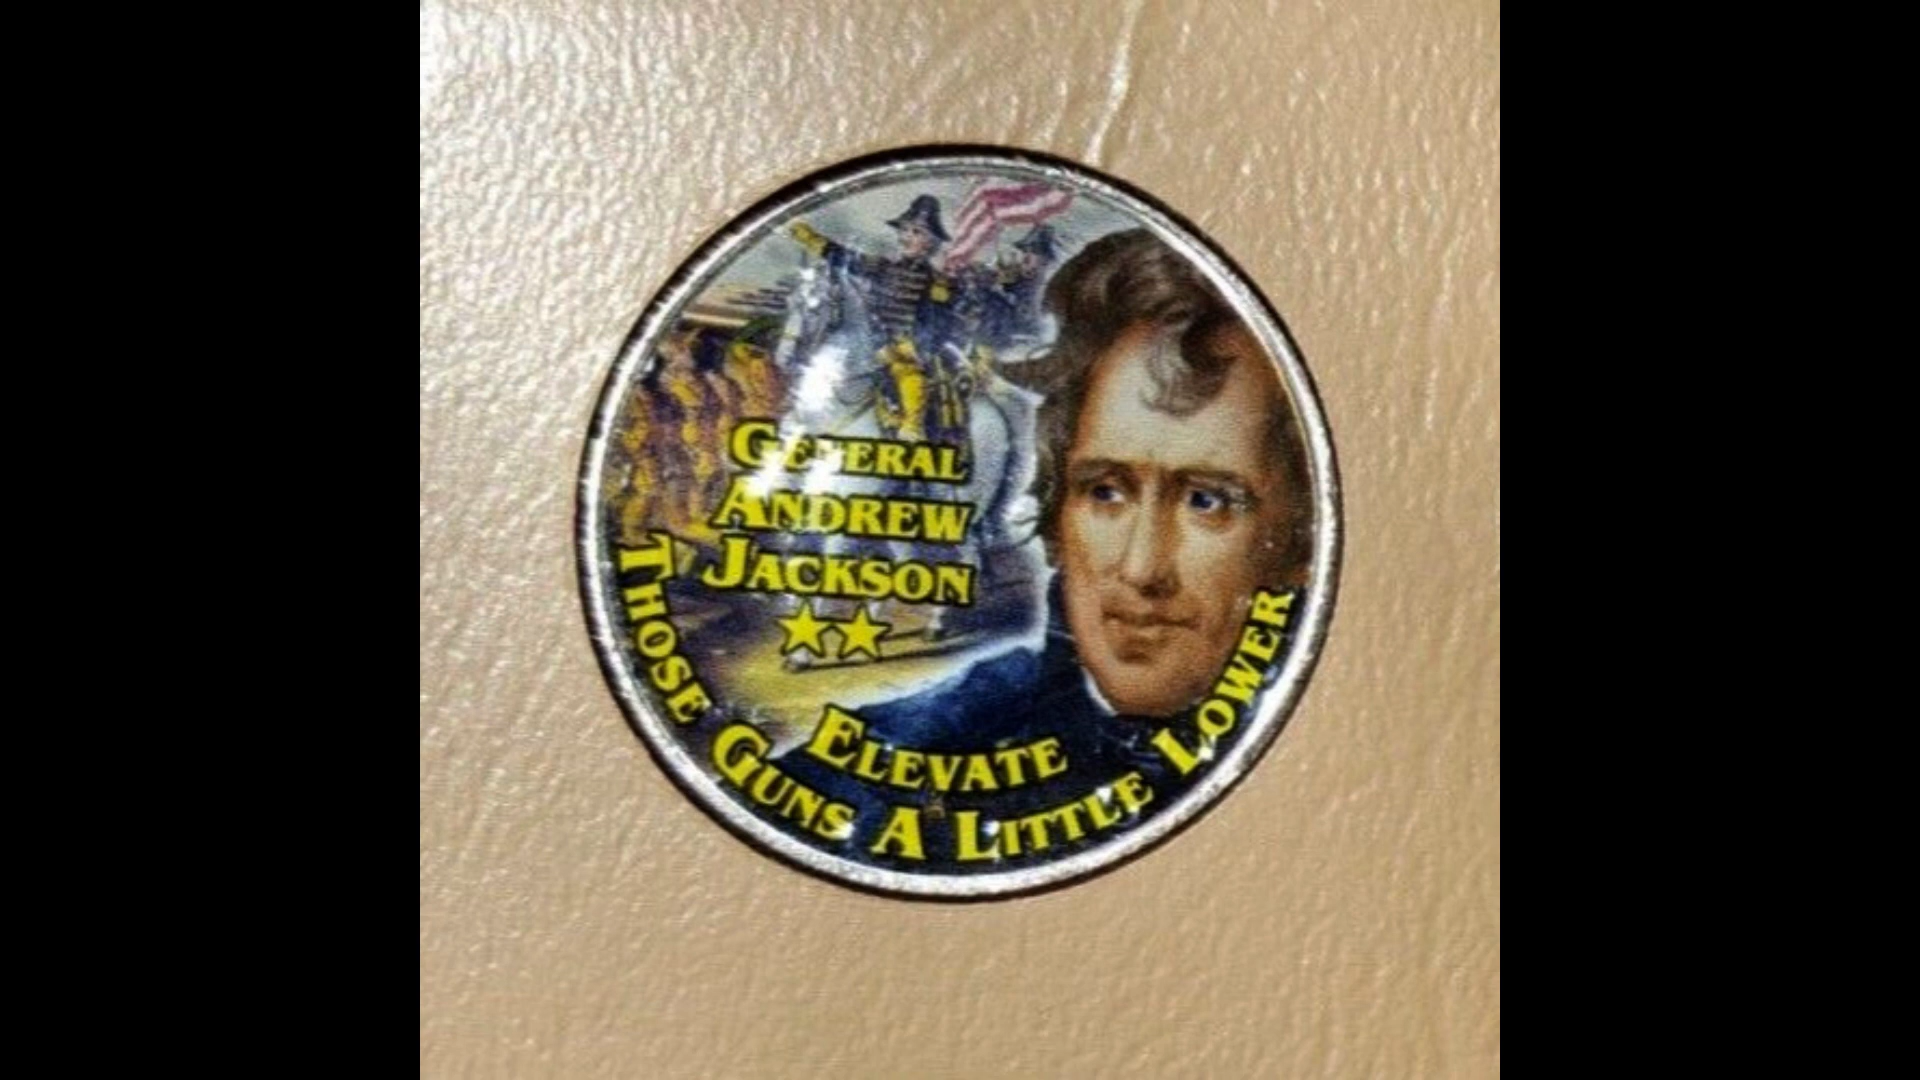 GENERAL
ANDREW
JACKSON
ELEVATE
THOSE GUNS A LITTLE LOWER